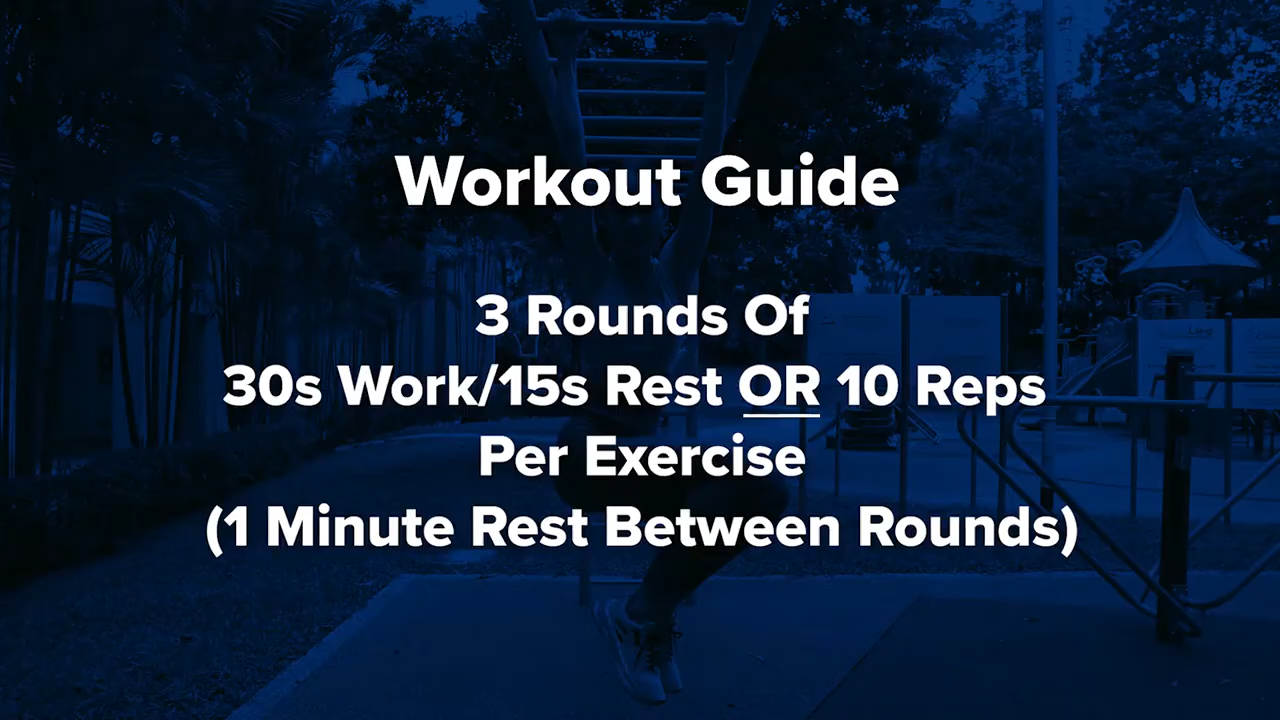 Workout Guide
3 Rounds Of
30s Work/15s Rest OR 10 Reps
Per Exercise
(1 Minute Rest Between Rounds)